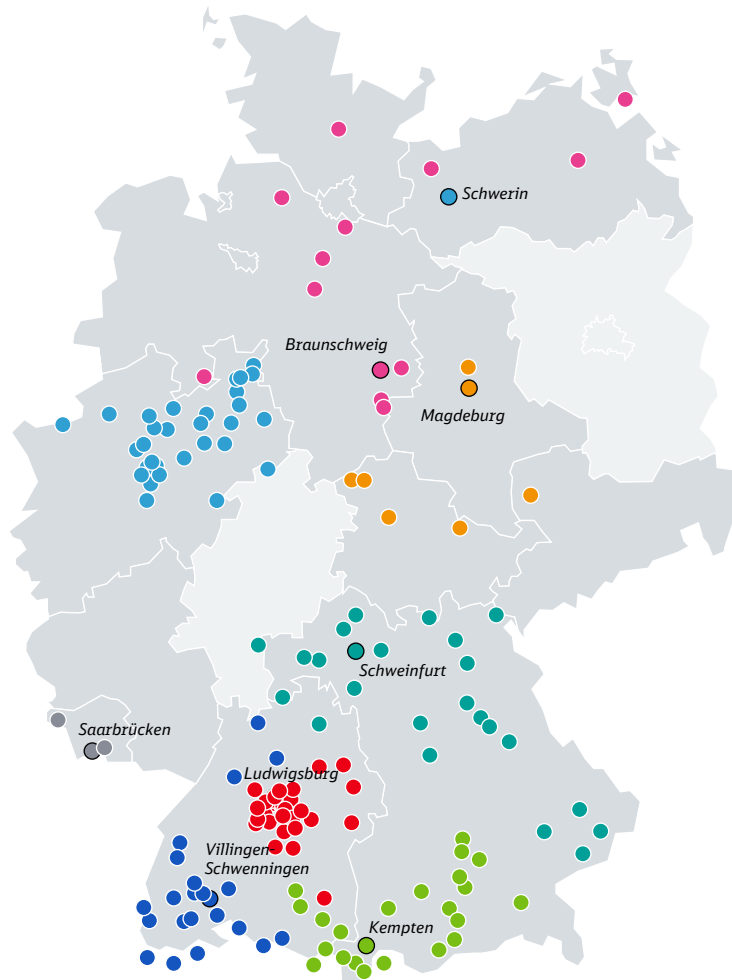 Schwerin
Braunschweig
Magdeburg
Schweinfurt
Saarbrücken
Ludwigsburg
Villingen-
Schwenningen
Kempten